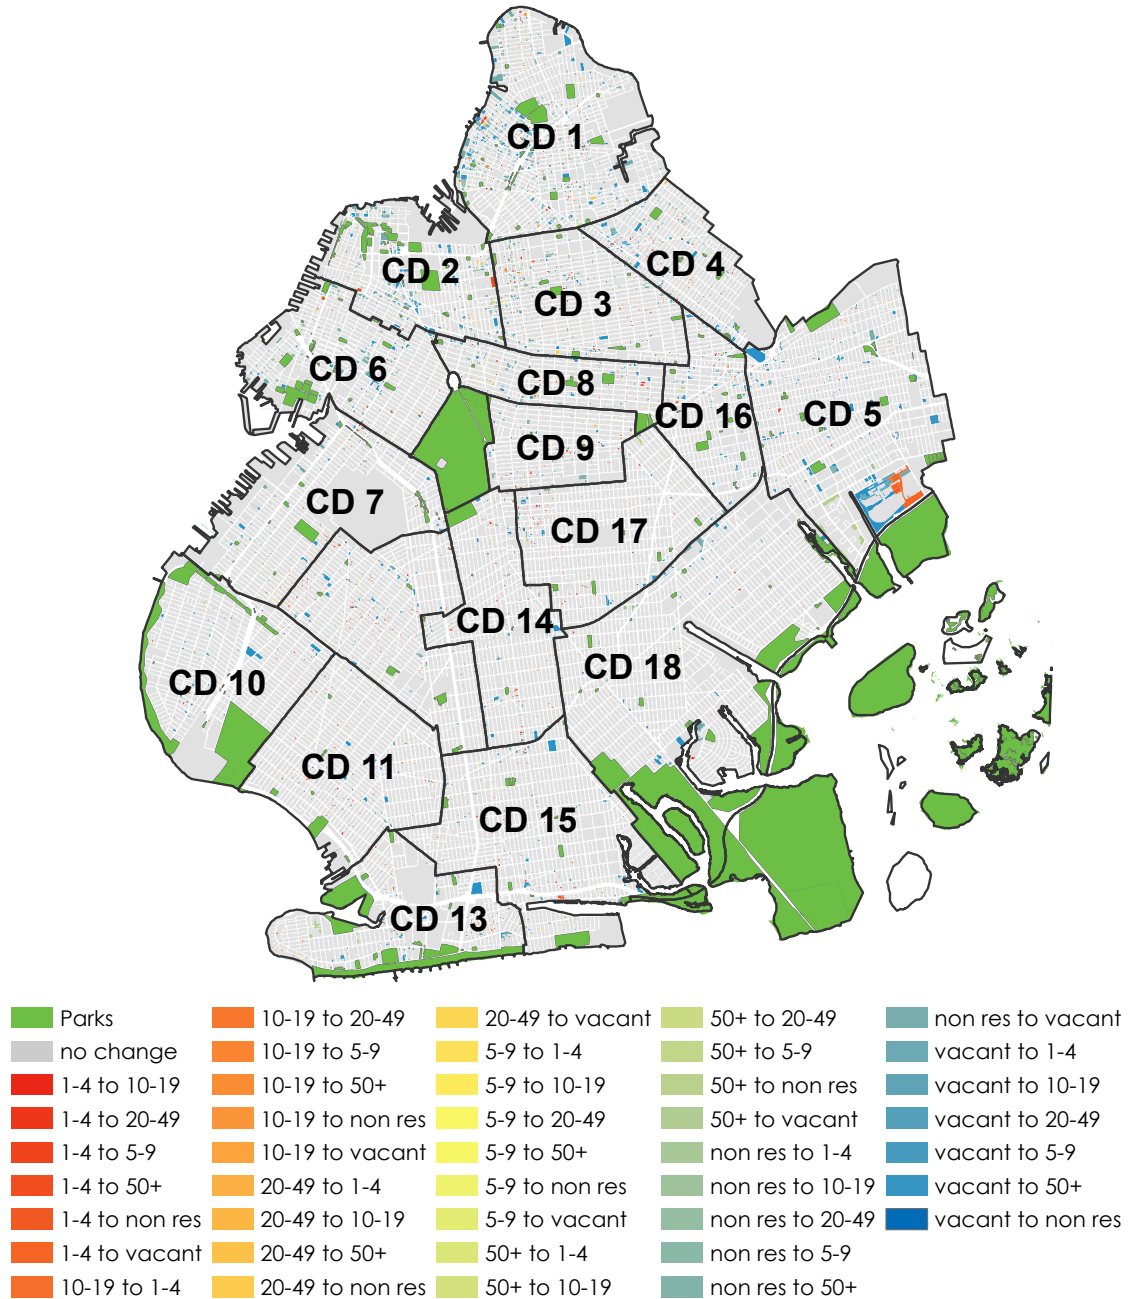 CD 1
CD 2
CD 4
CD 3
CD 6
CD 8
CD 16
CD 5
CD 9
CD 7
CD 17
CD 14
CD 18
CD 10
CD 11
CD 15
CD 13
Parks
no change
1-4 to 10-19
1-4 to 20-49
1-4 to 5-9
1-4 to 50+
1-4 to non res
1-4 to vacant
10-19 to 1-4
10-19 to 20-49
10-19 to 5-9
10-19 to 50+
10-19 to non res
10-19 to vacant
20-49 to 1-4
20-49 to 10-19
20-49 to 50+
20-49 to non res
20-49 to vacant
5-9 to 1-4
5-9 to 10-19
5-9 to 20-49
5-9 to 50+
5-9 to non res
5-9 to vacant
50+ to 1-4
50+ to 10-19
50+ to 20-49
50+ to 5-9
50+ to non res
50+ to vacant
non res to 1-4
non res to 10-19
non res to 20-49
non res to 5-9
non res to 50+
non res to vacant
vacant to 1-4
vacant to 10-19
vacant to 20-49
vacant to 5-9
vacant to 50+
vacant to non res